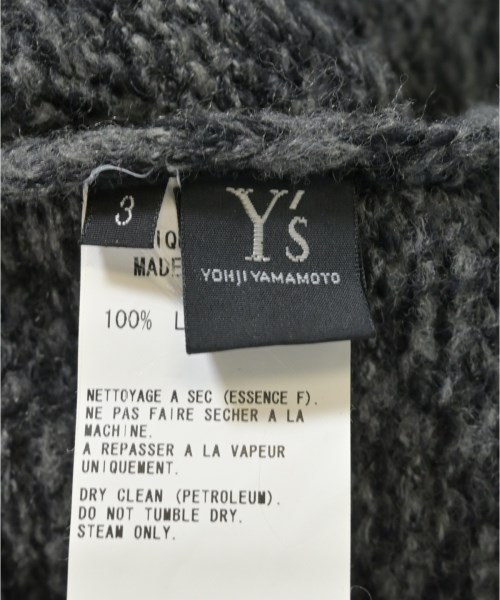 3
Y's
YOHJI YAMAMOTO
MADE
100%
NETTOYAGE A SEC (ESSENCE F).
NE PAS FAIRE SECHER A LA
MACHINE.
A REPASSER A LA VAPEUR
UNIQUEMENT.
DRY CLEAN (PETROLEUM).
DO NOT TUMBLE DRY.
STEAM ONLY.